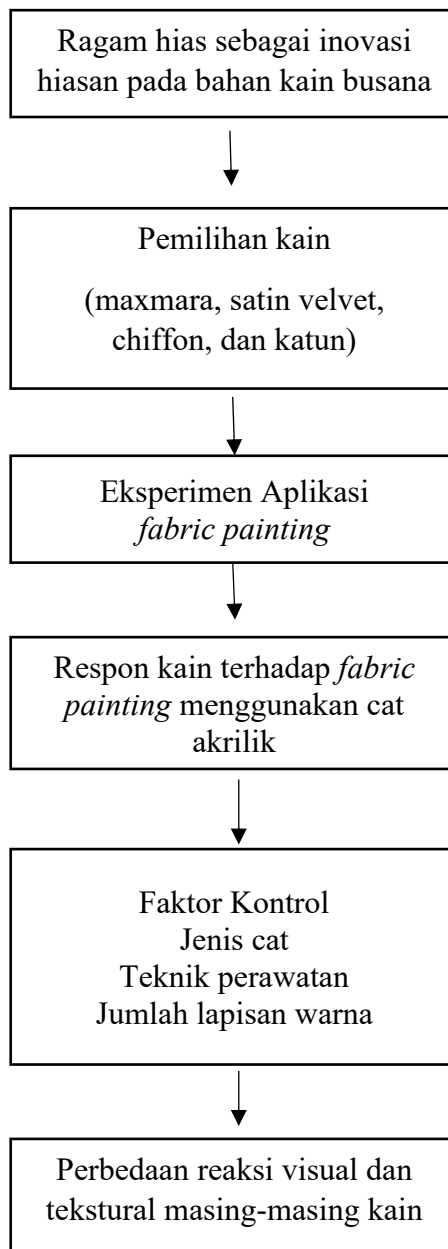 Ragam hias sebagai inovasi
hiasan pada bahan kain busana
Pemilihan kain
(maxmara, satin velvet,
chiffon, dan katun)
Eksperimen Aplikasi
fabric painting
Respon kain terhadap fabric
painting menggunakan cat
akrilik
Faktor Kontrol
Jenis cat
Teknik perawatan
Jumlah lapisan warna
Perbedaan reaksi visual dan
tekstural masing-masing kain